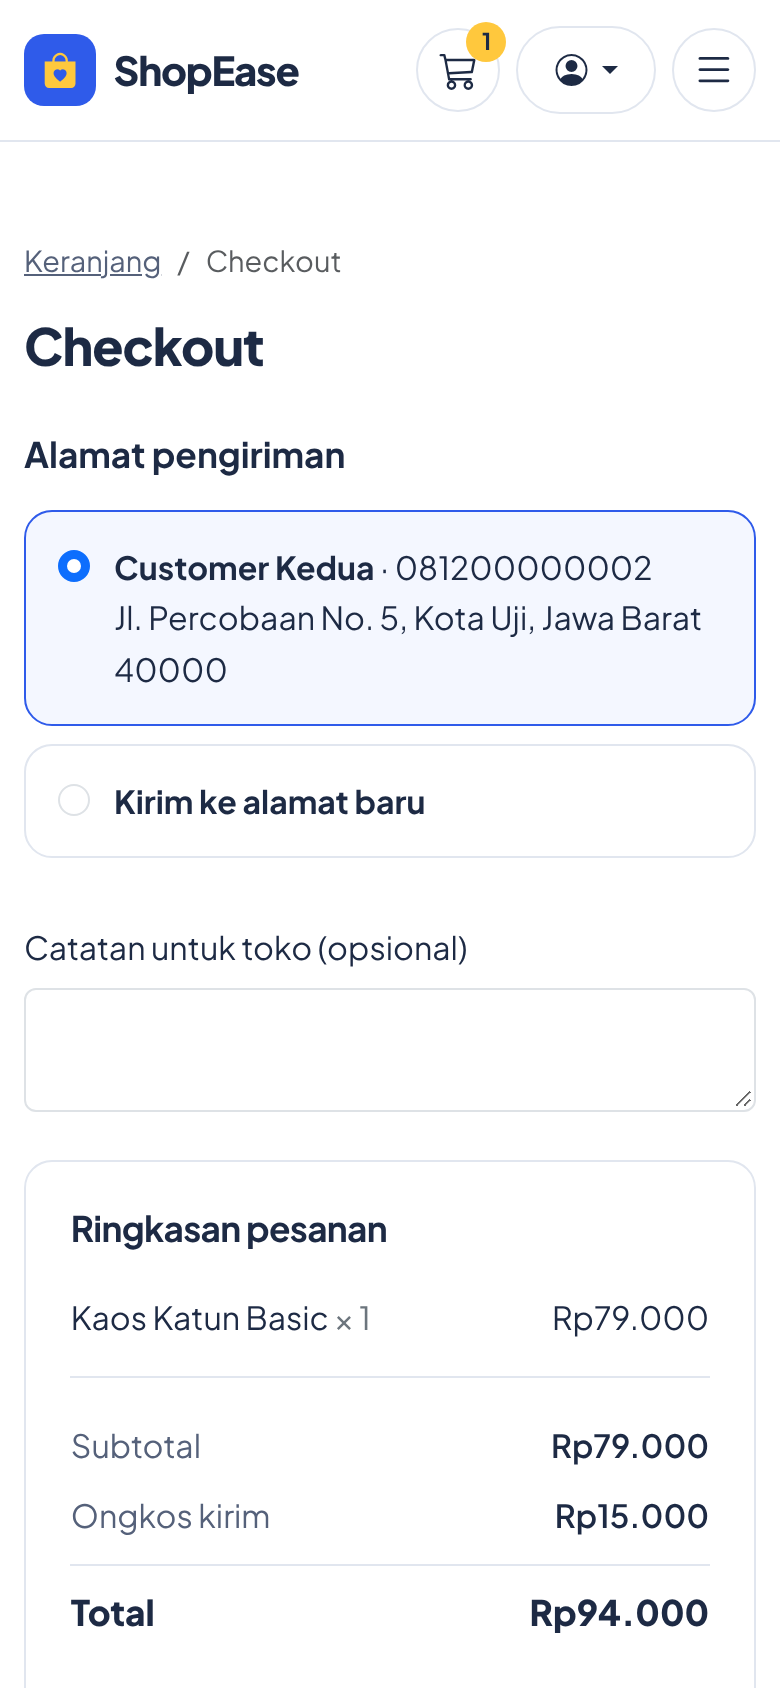 ShopEase
1
Keranjang / Checkout
Checkout
Alamat pengiriman
Customer Kedua · 081200000002
Jl. Percobaan No. 5, Kota Uji, Jawa Barat
40000
Kirim ke alamat baru
Catatan untuk toko (opsional)
Ringkasan pesanan
Kaos Katun Basic × 1 Rp79.000
Subtotal Rp79.000
Ongkos kirim Rp15.000
Total Rp94.000